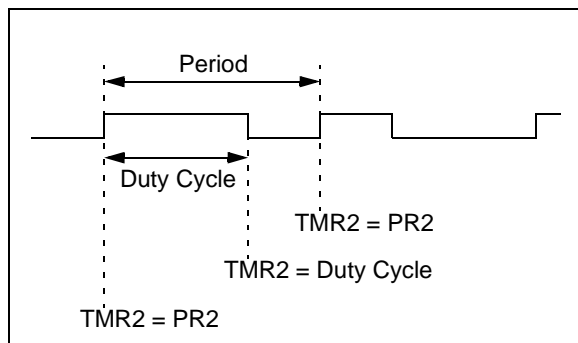 Period
Duty Cycle
TMR2 = PR2
TMR2 = Duty Cycle
TMR2 = PR2